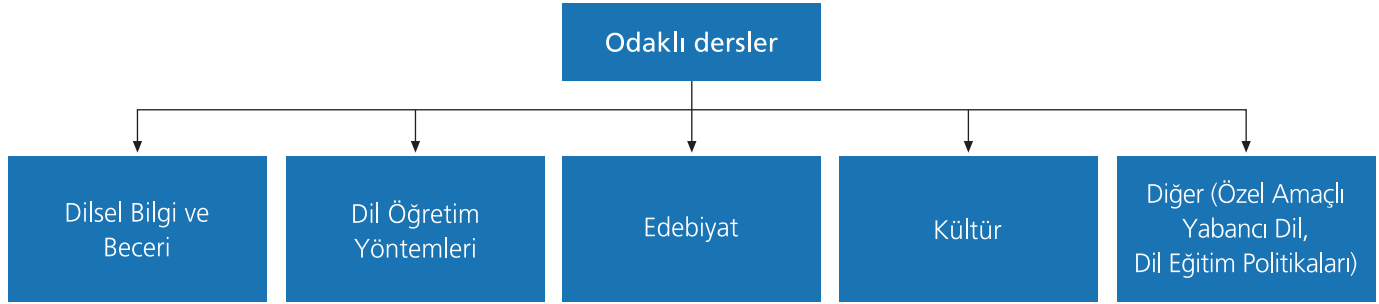 Odaklı dersler
Dilsel Bilgi ve
Beceri
Dil Öğretim
Yöntemleri
Edebiyat
Kültür
Diğer (Özel Amaçlı
Yabancı Dil,
Dil Eğitim Politikaları)